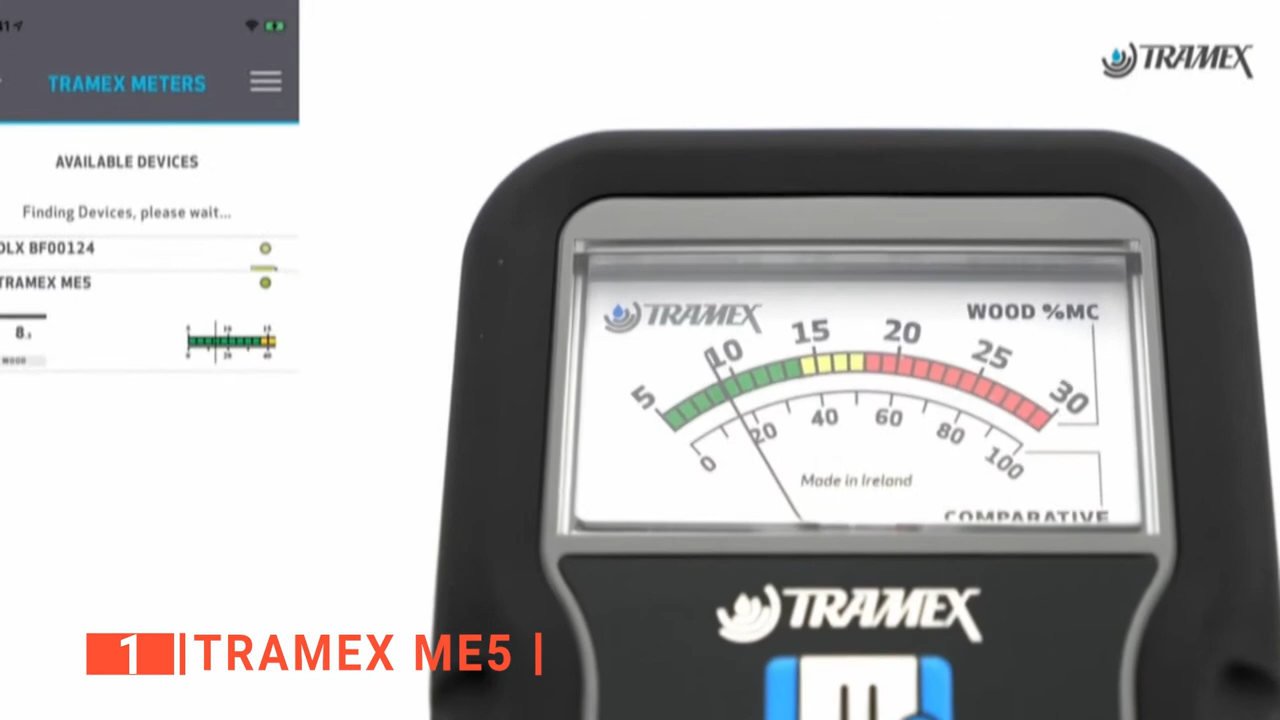 TRAMEX
TRAMEX METERS
AVAILABLE DEVICES
Finding Devices, please wait...
DLX BF00124
TRAMEX ME5
WOOD
TRAMEX
WOOD %MC
5 10 15 20 25 30
0 20 40 60 80 100
Made in Ireland
COMPARATIVE
TRAMEX
1 | TRAMEX ME5 |